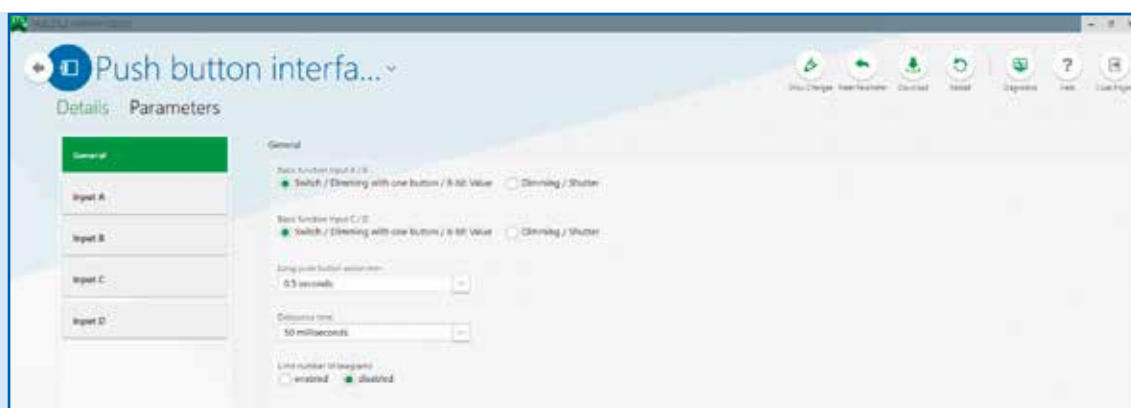 Push button interfa...
Details Parameters
General
Input A
Input B
Input C
Input D
General
Basic function input A / B
Switch / Dimming with one button / 8-bit Value Dimming / Shutter
Basic function input C / D
Switch / Dimming with one button / 8-bit Value Dimming / Shutter
Long push button action min
0.5 seconds
Debounce time
50 milliseconds
Limit number of telegrams
enabled disabled
Download
Restart
Diagnostics
?
Help